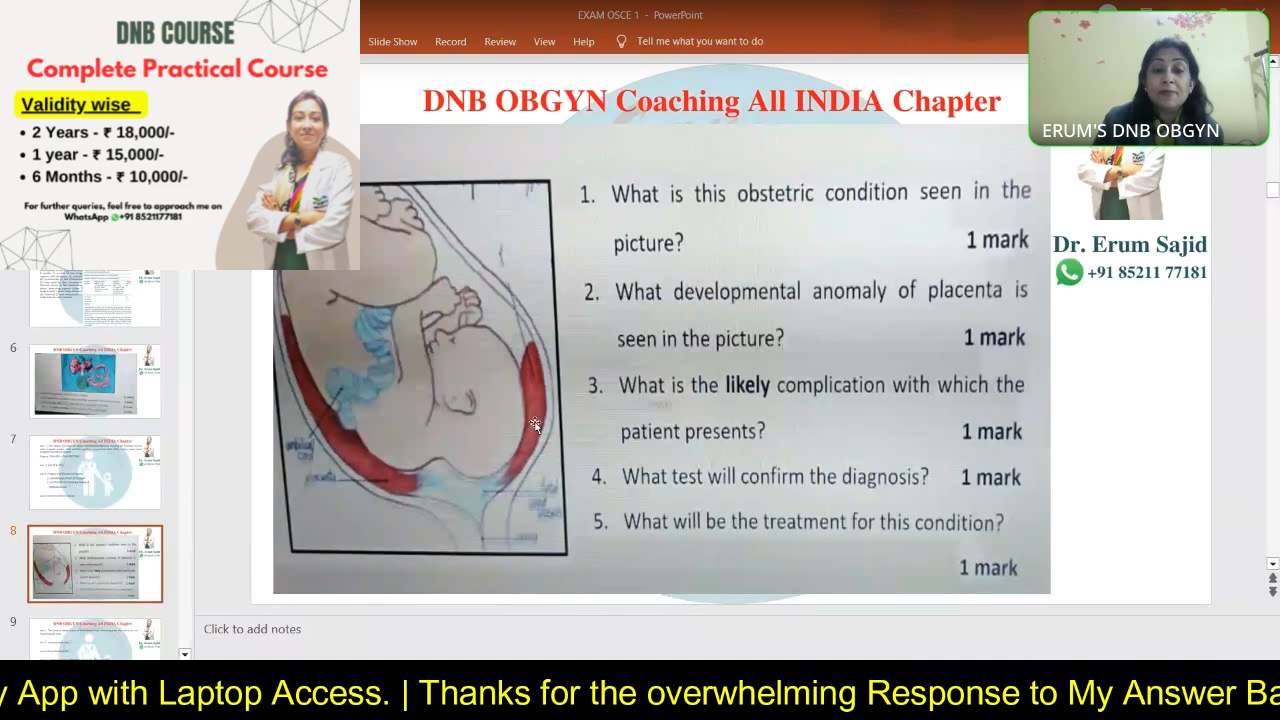 DNB COURSE
Complete Practical Course
Validity wise
• 2 Years - ₹ 18,000/-
• 1 year - ₹ 15,000/-
• 6 Months - ₹ 10,000/-
For further queries, feel free to approach me on
WhatsApp +91 8521177181
EXAM OSCE 1 - PowerPoint
Slide Show Record Review View Help Tell me what you want to do
ERUM'S DNB OBGYN
DNB OBGYN Coaching All INDIA Chapter
1. What is this obstetric condition seen in the
picture? 1 mark
2. What developmental anomaly of placenta is
seen in the picture? 1 mark
3. What is the likely complication with which the
patient presents? 1 mark
4. What test will confirm the diagnosis? 1 mark
5. What will be the treatment for this condition?
1 mark
Dr. Erum Sajid
+91 85211 77181
6
7
8
9
Click to add notes
y App with Laptop Access. | Thanks for the overwhelming Response to My Answer Ba